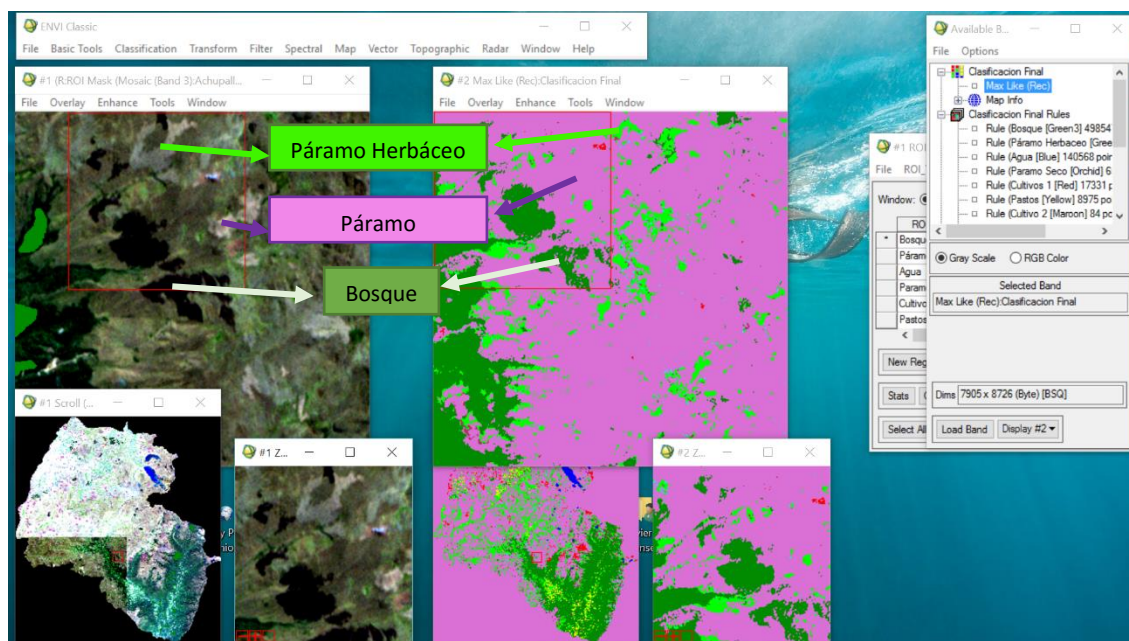 ENVI Classic
File Basic Tools Classification Transform Filter Spectral Map Vector Topographic Radar Window Help
#1 (R:ROI Mask (Mosaic (Band 3):Achupall...
File Overlay Enhance Tools Window
#2 Max Like (Rec):Clasificacion Final
File Overlay Enhance Tools Window
Páramo Herbáceo
Páramo
Bosque
#1 Scroll (...
#1 Z...
#2 Z...
#1 ROI
File ROI_
Window:
RO
* Bosqu
Páram
Agua
Param
Cultivo
Pastos
New Reg
Stats
Select All
Available B...
File Options
Clasificacion Final
Max Like (Rec)
Map Info
Clasificacion Final Rules
Rule (Bosque [Green3] 49854
Rule (Páramo Herbaceo [Gree
Rule (Agua [Blue] 140568 poin
Rule (Paramo Seco [Orchid] 6
Rule (Cultivos 1 [Red] 17331 p
Rule (Pastos [Yellow] 8975 po
Rule (Cultivo 2 [Maroon] 84 pc
Gray Scale RGB Color
Selected Band
Max Like (Rec):Clasificacion Final
Dims 7905 x 8726 (Byte) [BSQ]
Load Band Display #2